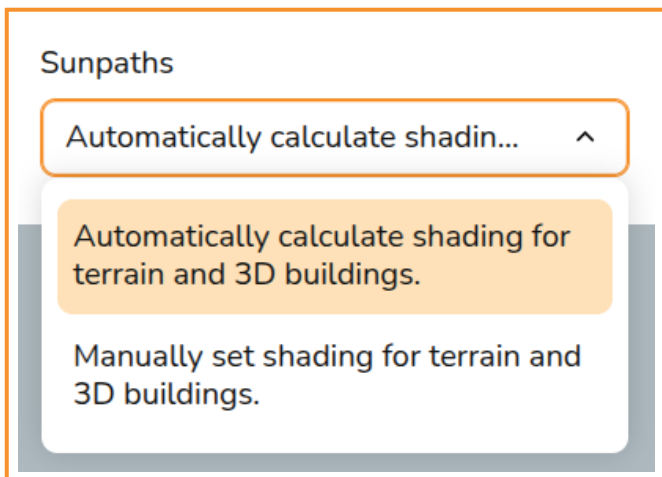 Sunpaths
Automatically calculate shadin...
Automatically calculate shading for
terrain and 3D buildings.
Manually set shading for terrain and
3D buildings.